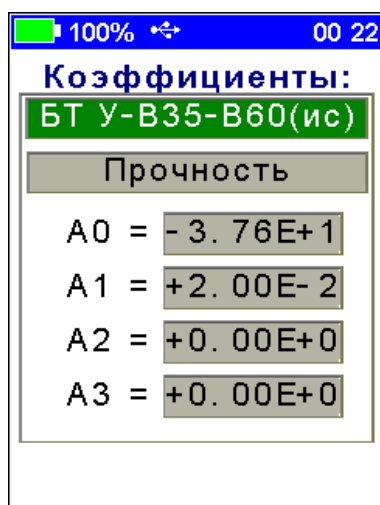 100% 00 22
Коэффициенты:
БТ У-В35-В60(ис)
Прочность
А0 = -3. 76Е+1
А1 = +2. 00Е-2
А2 = +0. 00Е+0
А3 = +0. 00Е+0